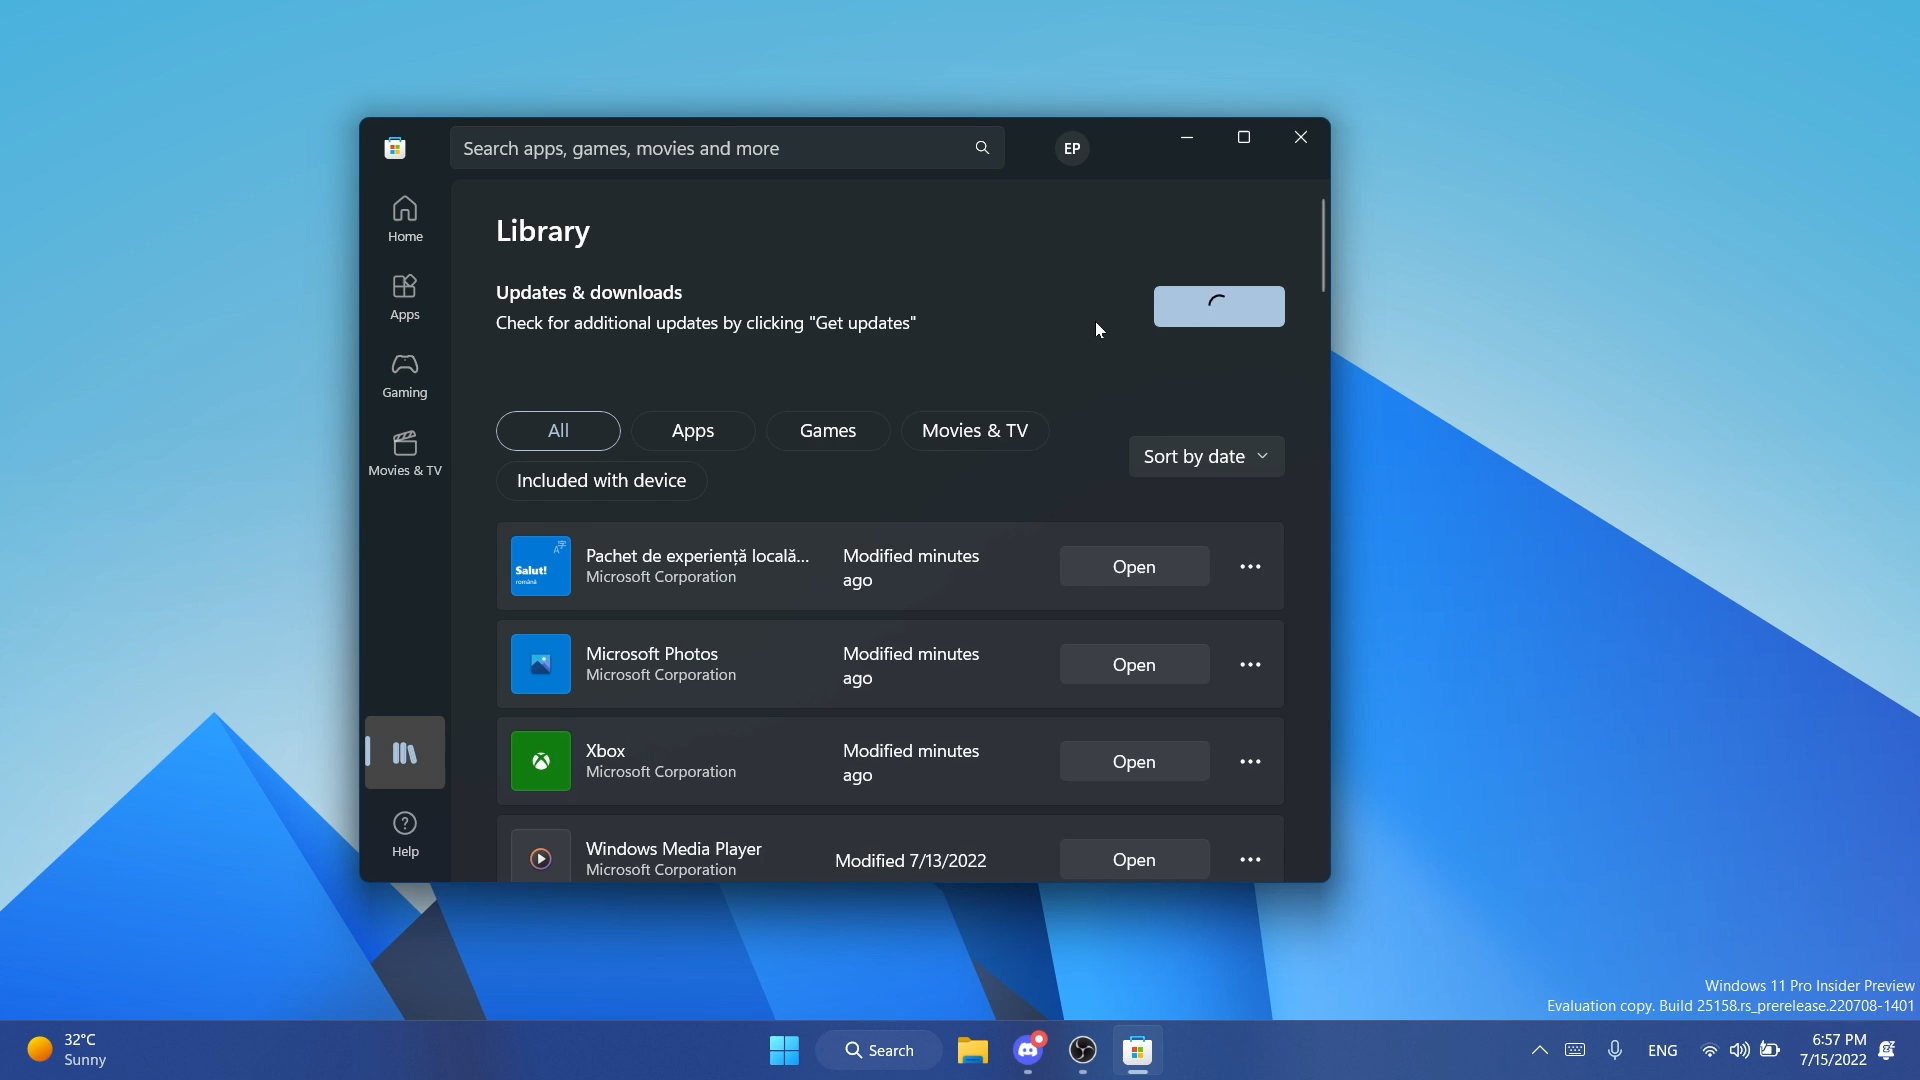 Search apps, games, movies and more
EP
Home
Apps
Gaming
Movies & TV
Help
Library
Updates & downloads
Check for additional updates by clicking "Get updates"
All
Apps
Games
Movies & TV
Included with device
Sort by date
Salut!
română
Pachet de experiență locală...
Microsoft Corporation
Modified minutes
ago
Open
Microsoft Photos
Microsoft Corporation
Modified minutes
ago
Open
Xbox
Microsoft Corporation
Modified minutes
ago
Open
Windows Media Player
Microsoft Corporation
Modified 7/13/2022
Open
Windows 11 Pro Insider Preview
Evaluation copy. Build 25158.rs_prerelease.220708-1401
32°C
Sunny
Search
ENG
6:57 PM
7/15/2022